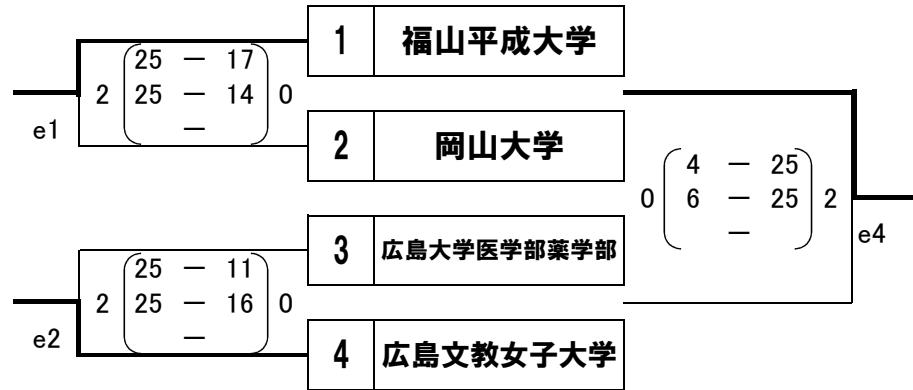 1 福山平成大学
25 － 17
2 25 － 14 0
－
e1
2 岡山大学
4 － 25
0 6 － 25 2
－
e4
3 広島大学医学部薬学部
25 － 11
2 25 － 16 0
－
e2
4 広島文教女子大学